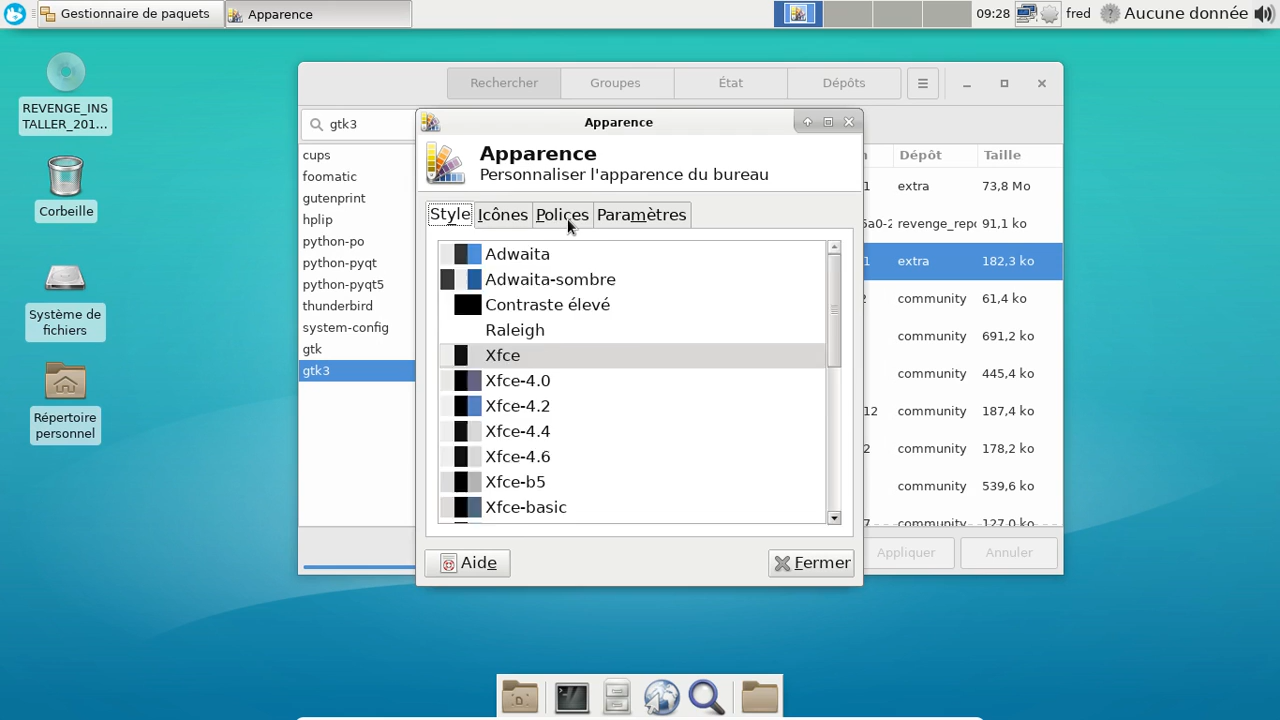 Gestionnaire de paquets
Apparence
09:28
fred
Aucune donnée
REVENGE_INS
TALLER_201...
Corbeille
Système de
fichiers
Répertoire
personnel
Rechercher
Groupes
État
Dépôts
gtk3
cups
foomatic
gutenprint
hplip
python-po
python-pyqt
python-pyqt5
thunderbird
system-config
gtk
gtk3
Dépôt
Taille
extra
73,8 Mo
revenge_repo
91,1 ko
extra
182,3 ko
community
61,4 ko
community
691,2 ko
community
445,4 ko
12
community
187,4 ko
community
178,2 ko
community
539,6 ko
community
127,0 ko
Appliquer
Annuler
Apparence
Apparence
Personnaliser l'apparence du bureau
Style
Icônes
Polices
Paramètres
Adwaita
Adwaita-sombre
Contraste élevé
Raleigh
Xfce
Xfce-4.0
Xfce-4.2
Xfce-4.4
Xfce-4.6
Xfce-b5
Xfce-basic
Aide
Fermer